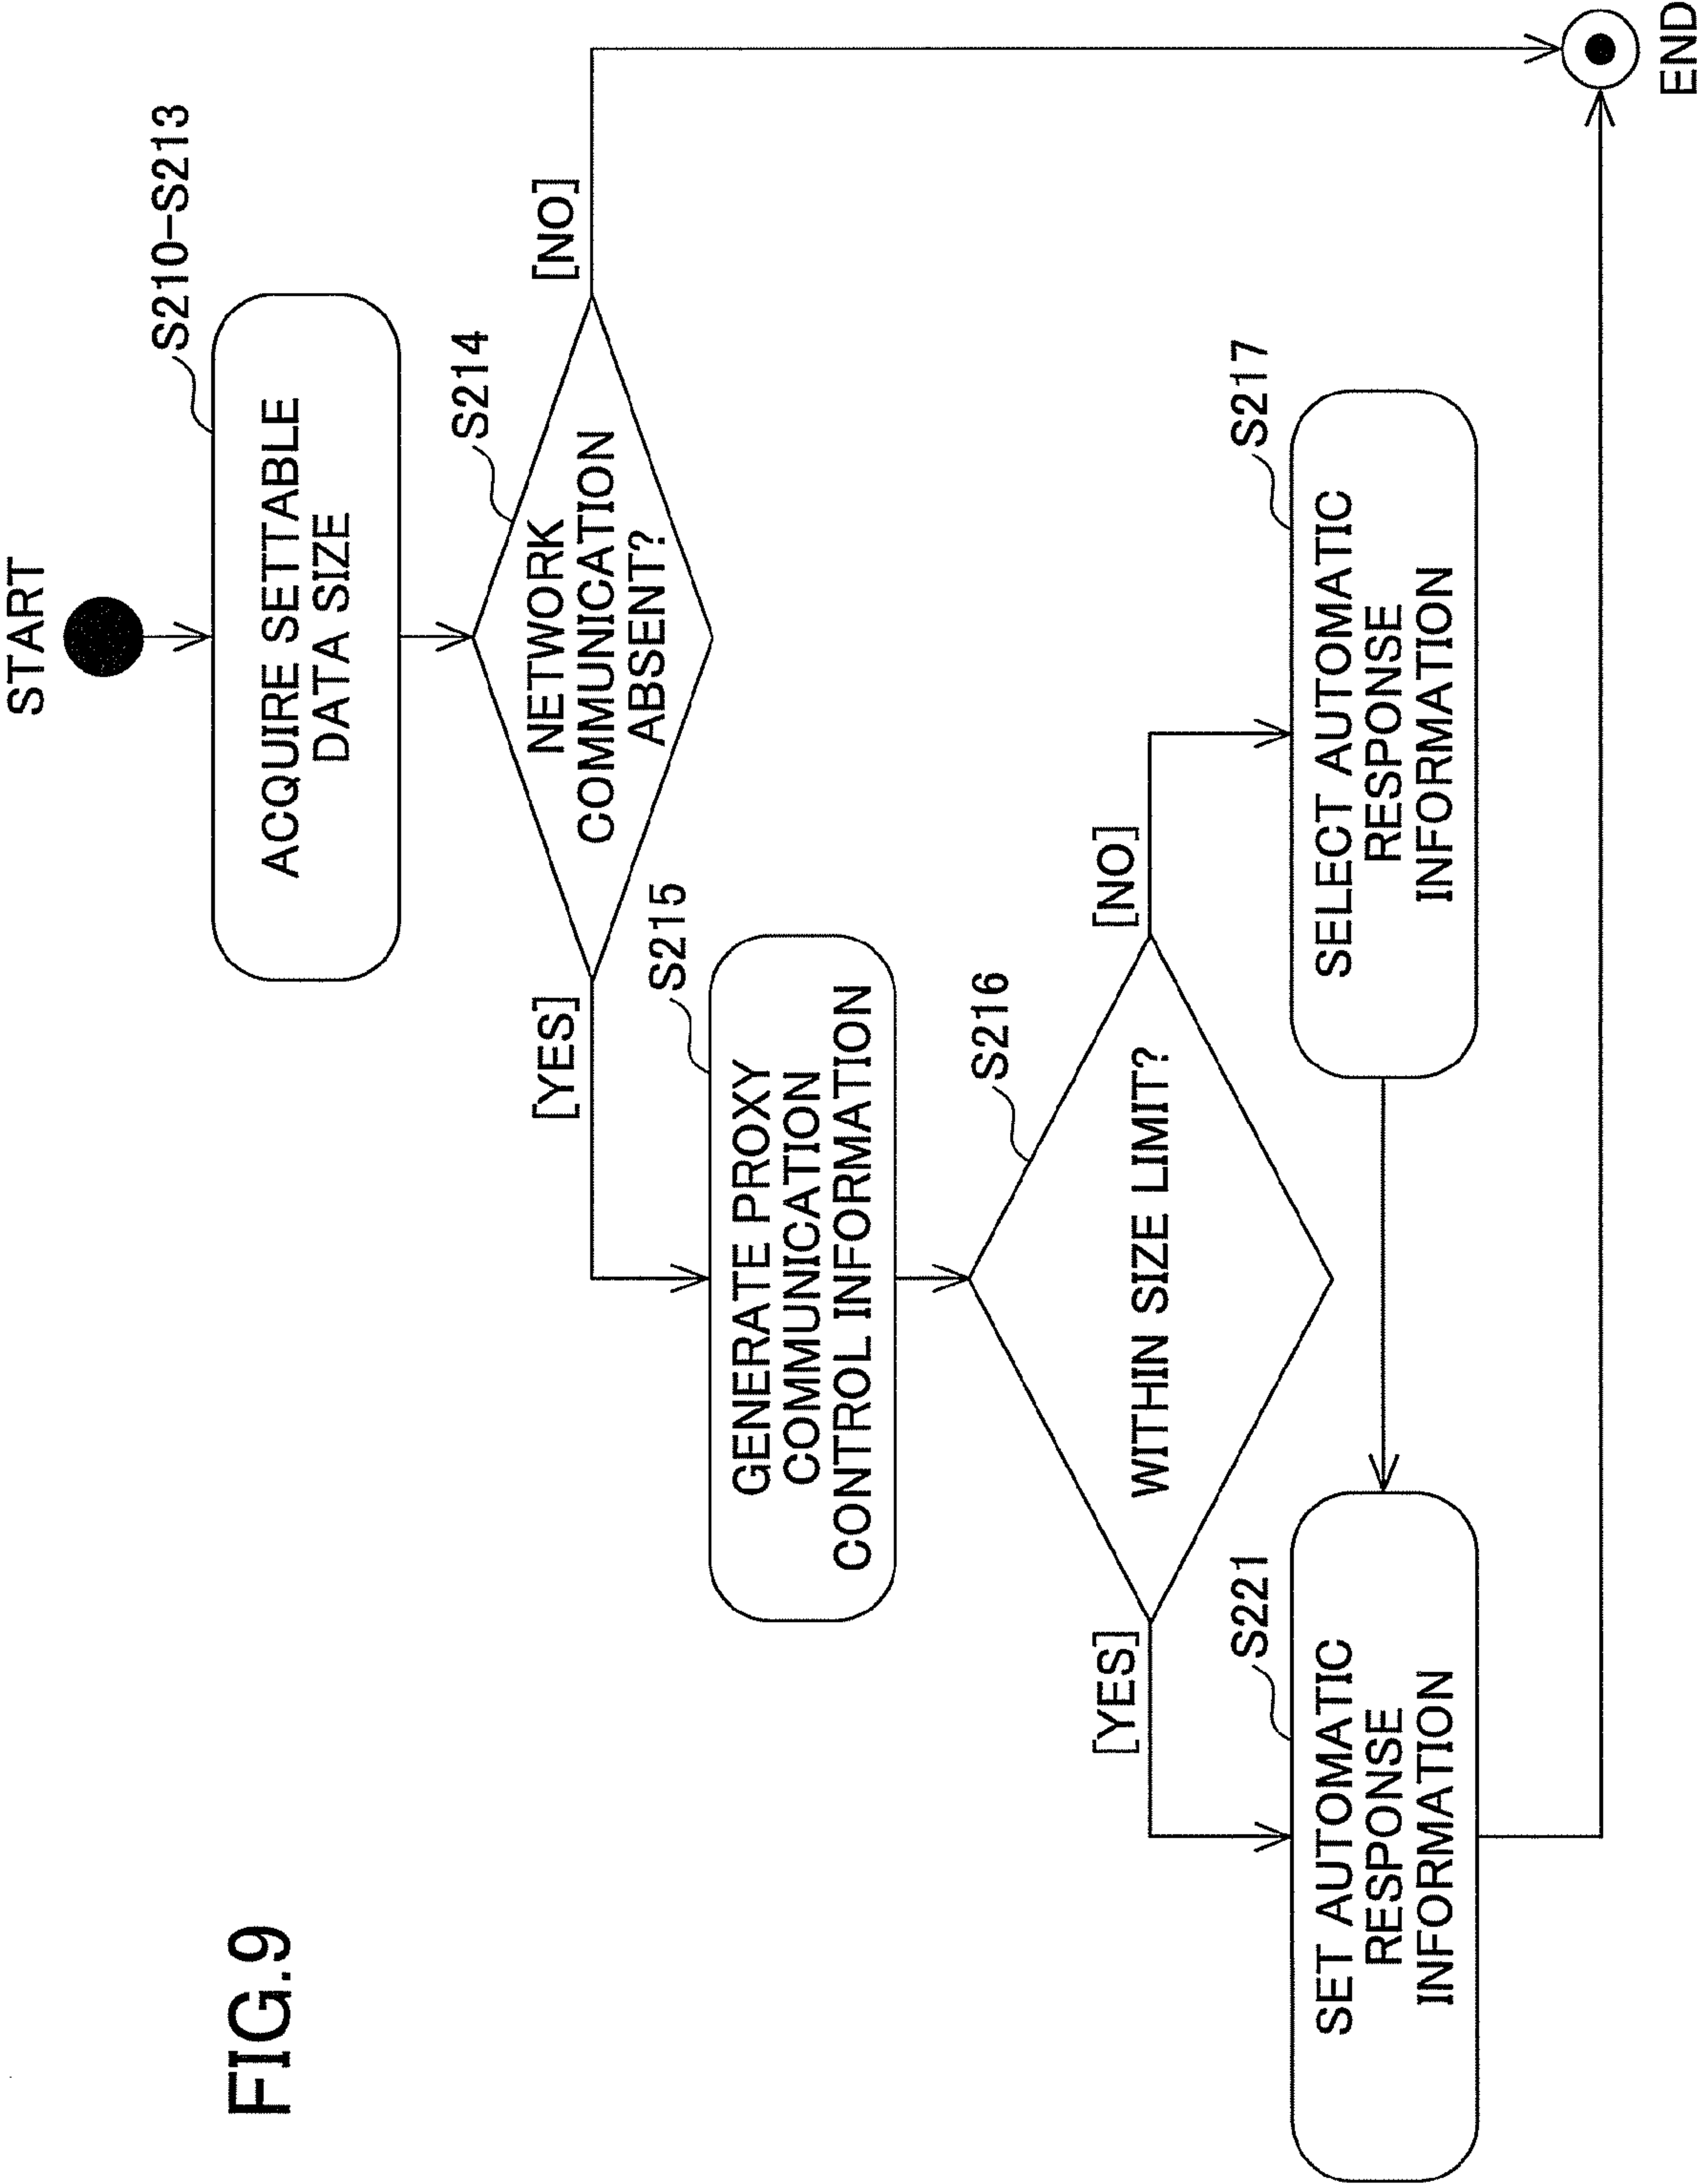 FIG.9
START
S210-S213
ACQUIRE SETTABLE
DATA SIZE
S214
NETWORK
COMMUNICATION
ABSENT?
[YES]
[NO]
S215
GENERATE PROXY
COMMUNICATION
CONTROL INFORMATION
S216
WITHIN SIZE LIMIT?
[YES]
[NO]
S221
SET AUTOMATIC
RESPONSE
INFORMATION
S217
SELECT AUTOMATIC
RESPONSE
INFORMATION
END